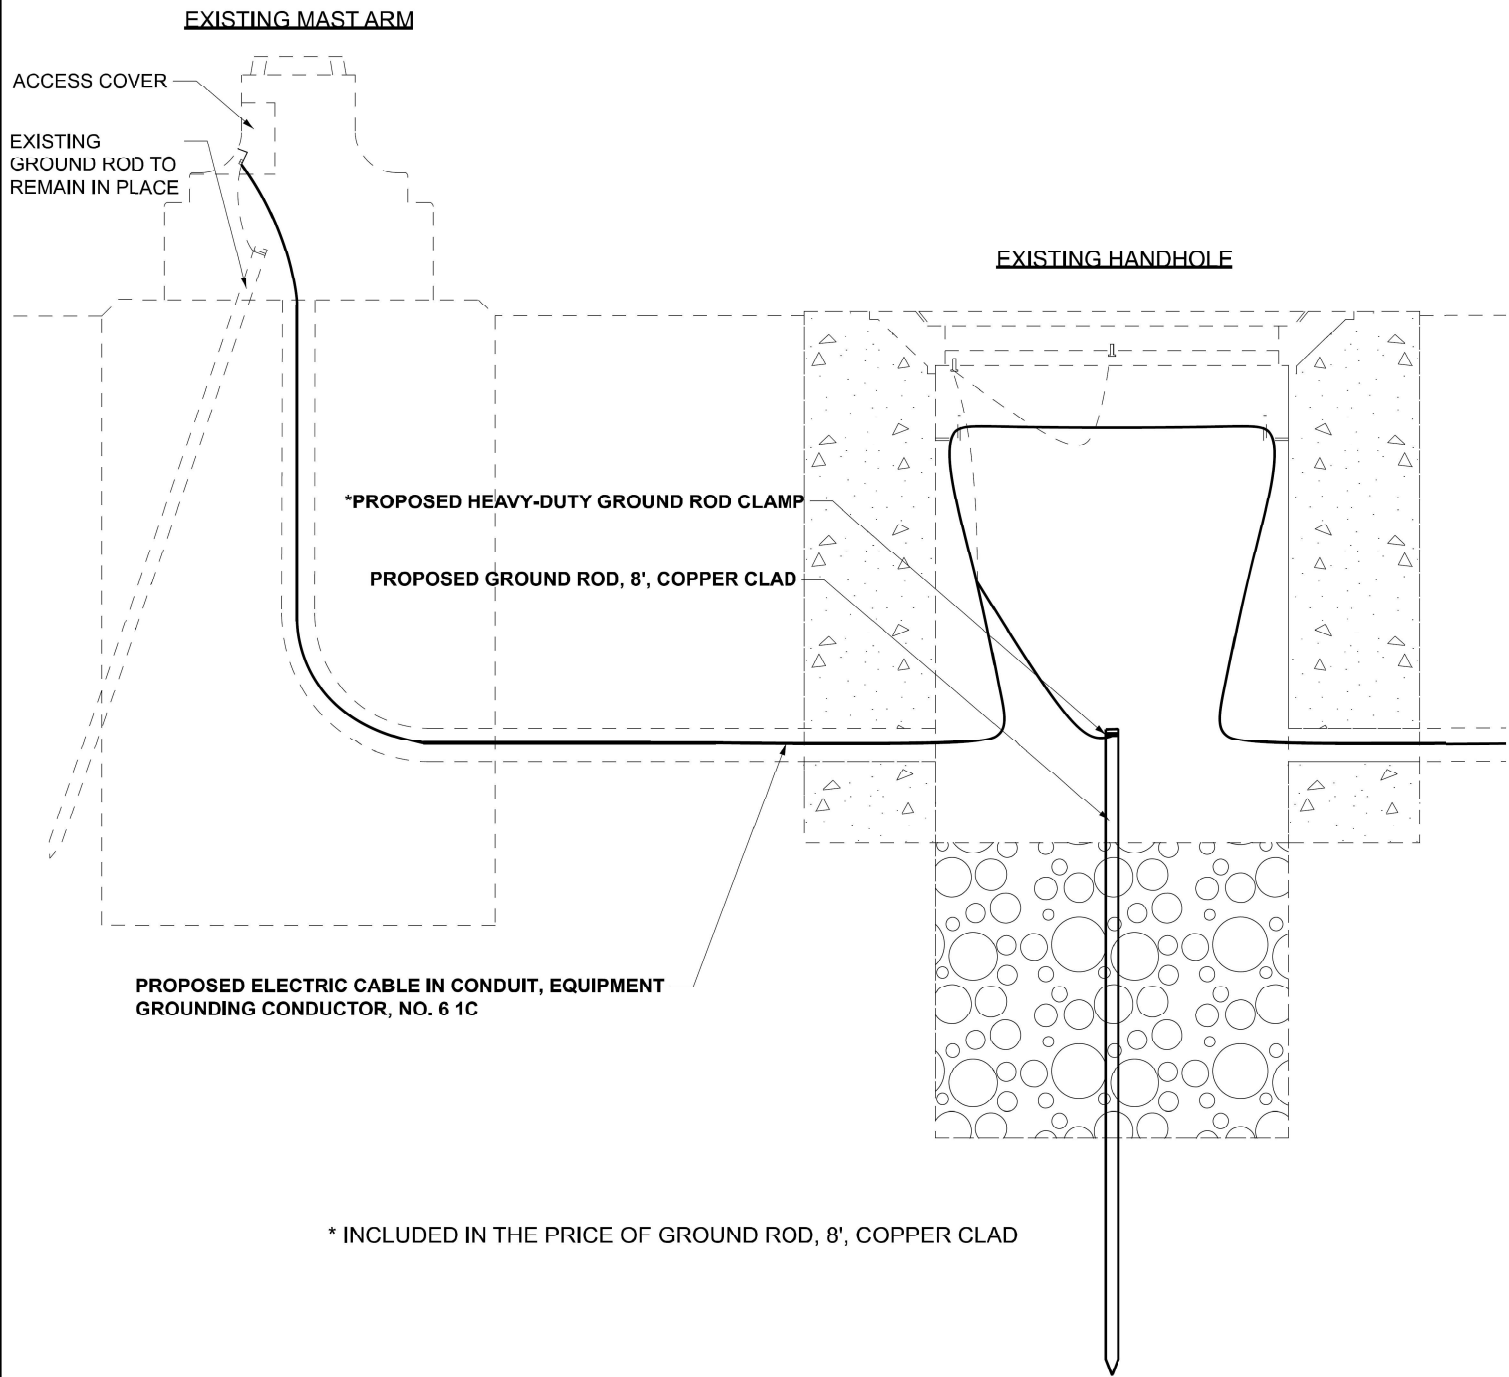 EXISTING MAST ARM
ACCESS COVER
EXISTING
GROUND ROD TO
REMAIN IN PLACE
EXISTING HANDHOLE
*PROPOSED HEAVY-DUTY GROUND ROD CLAMP
PROPOSED GROUND ROD, 8', COPPER CLAD
PROPOSED ELECTRIC CABLE IN CONDUIT, EQUIPMENT
GROUNDING CONDUCTOR, NO. 6 1C
* INCLUDED IN THE PRICE OF GROUND ROD, 8', COPPER CLAD